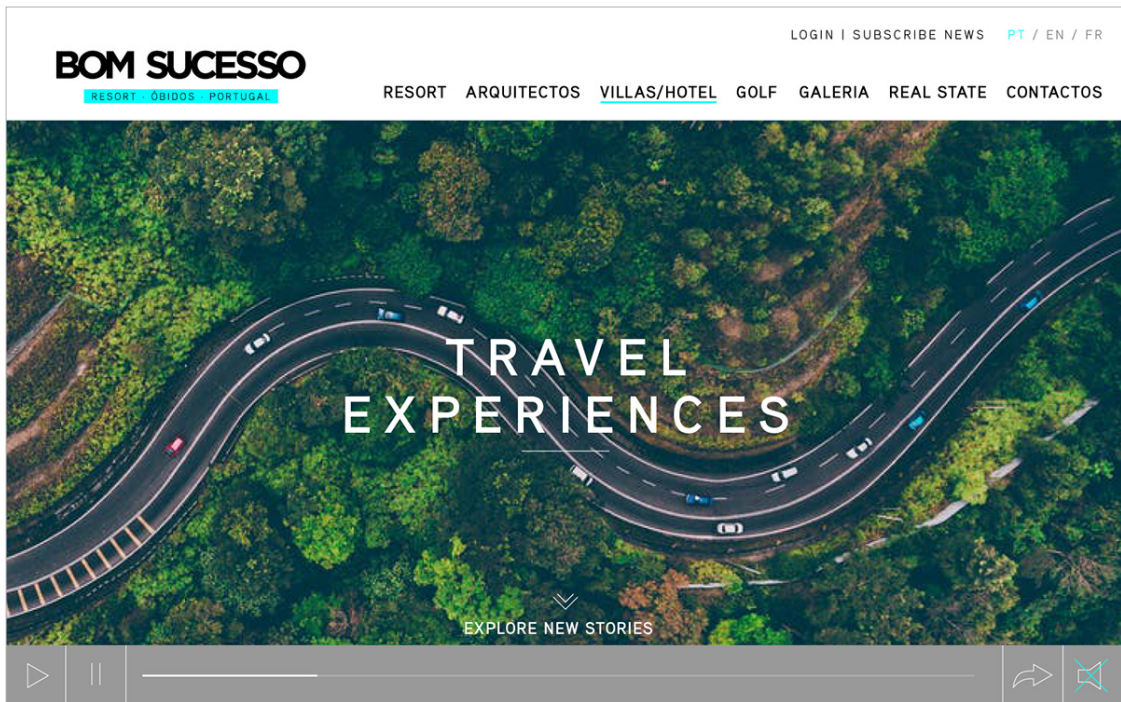 LOGIN | SUBSCRIBE NEWS PT / EN / FR
BOM SUCESSO
RESORT · ÓBIDOS · PORTUGAL
RESORT ARQUITECTOS VILLAS/HOTEL GOLF GALERIA REAL STATE CONTACTOS
TRAVEL
EXPERIENCES
EXPLORE NEW STORIES